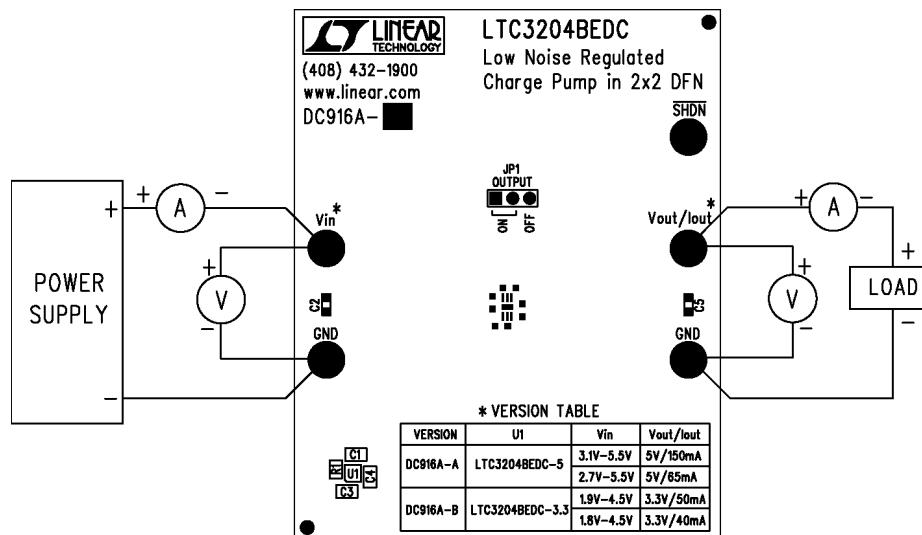 LINEAR
TECHNOLOGY
(408) 432-1900
www.linear.com
DC916A-
LTC3204BEDC
Low Noise Regulated
Charge Pump in 2x2 DFN
SHDN
JP1
OUTPUT
ON
OFF
POWER
SUPPLY
+
-
+ A -
+
V
-
Vin*
C2
GND
Vout/Iout*
C5
GND
+ A -
+
V
-
+
LOAD
-
C1
R1
U1
C4
C3
* VERSION TABLE
VERSION U1 Vin Vout/Iout
DC916A-A LTC3204BEDC-5 3.1V-5.5V 5V/150mA
2.7V-5.5V 5V/65mA
DC916A-B LTC3204BEDC-3.3 1.9V-4.5V 3.3V/50mA
1.8V-4.5V 3.3V/40mA